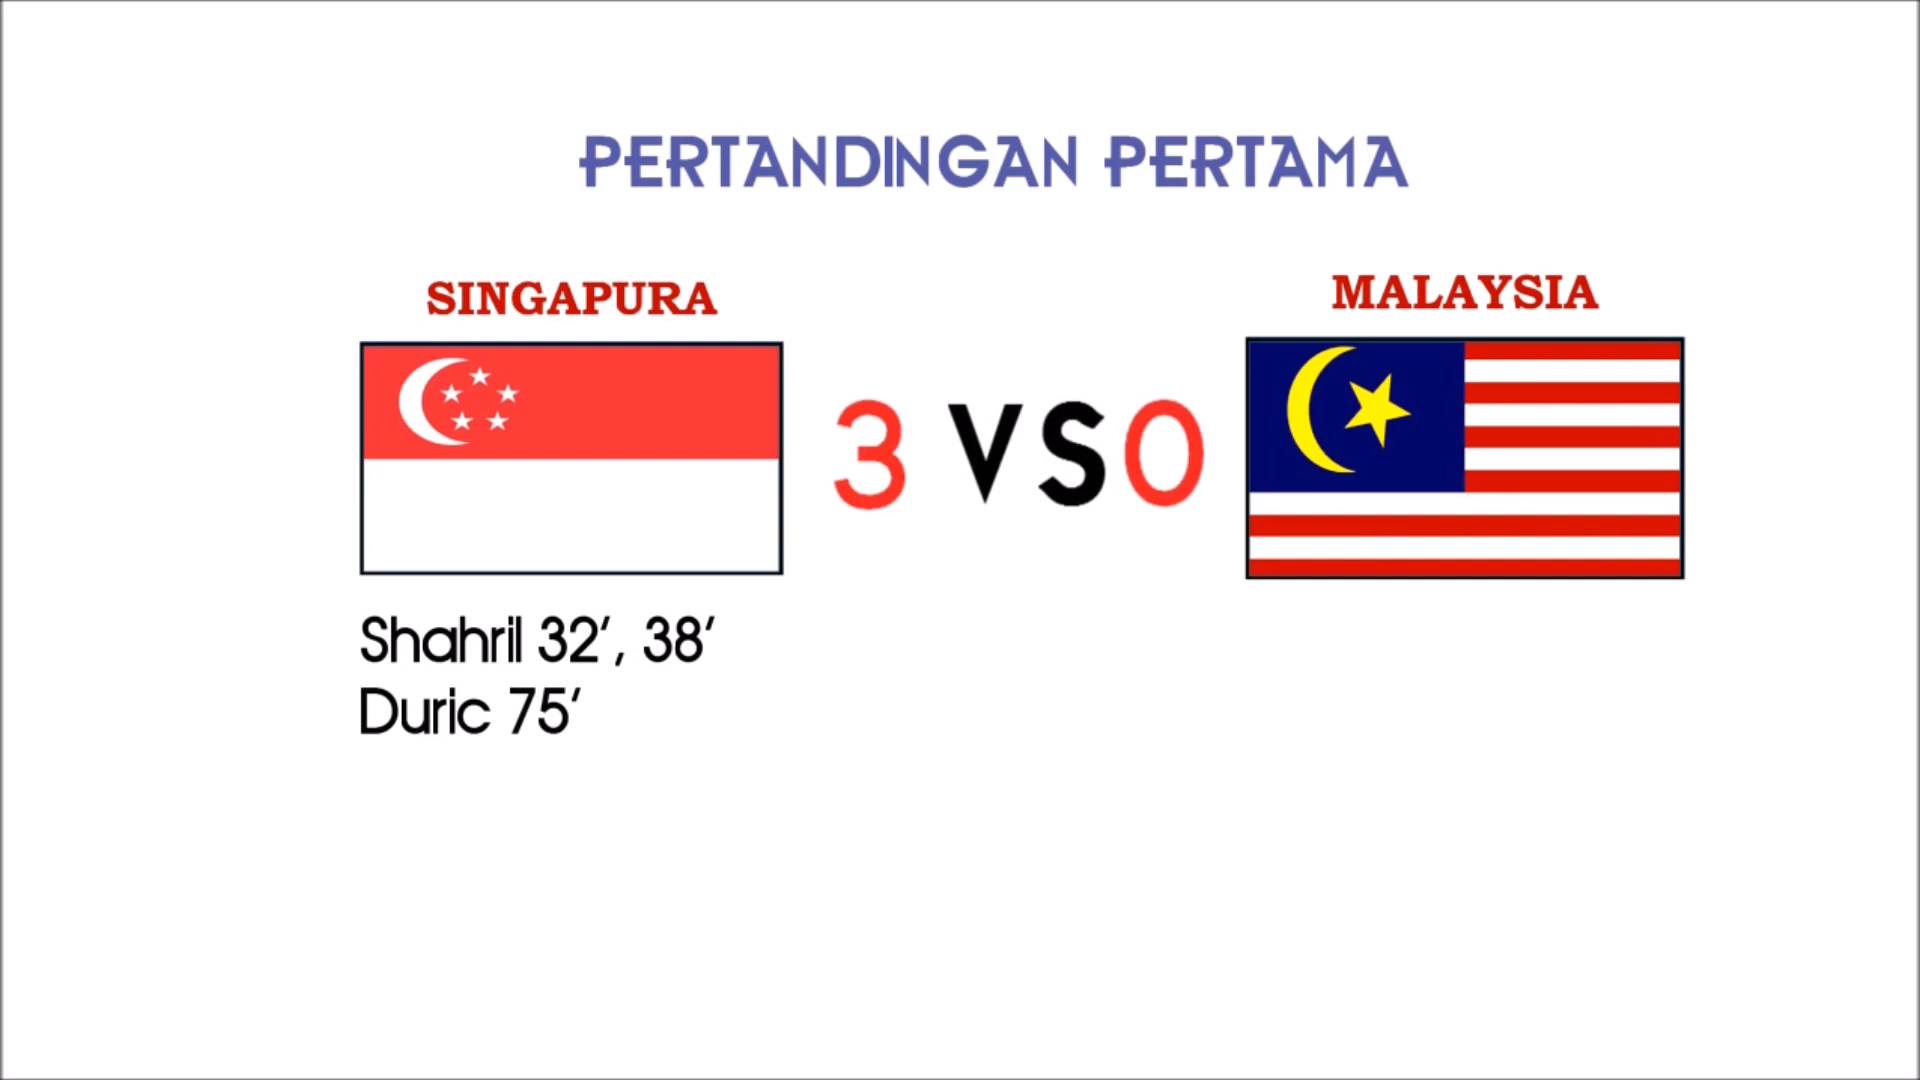 PERTANDINGAN PERTAMA
SINGAPURA
MALAYSIA
3 VS 0
Shahril 32’, 38’
Duric 75’